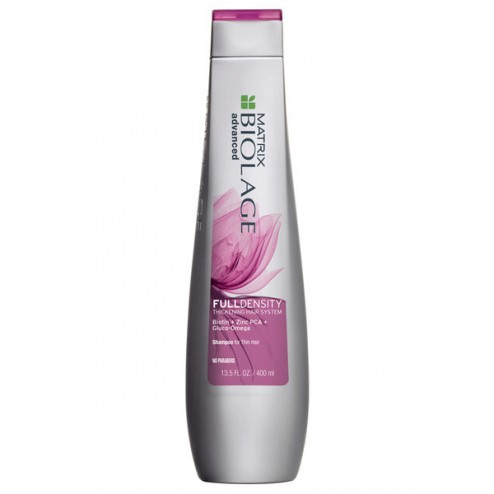 MATRIX
BIOLAGE
advanced
FULLDENSITY
THICKENING HAIR SYSTEM
Biotin + Zinc PCA +
Gluco-Omega
Shampoo for Thin Hair
NO PARABENS
13.5 FL. OZ. / 400 ml